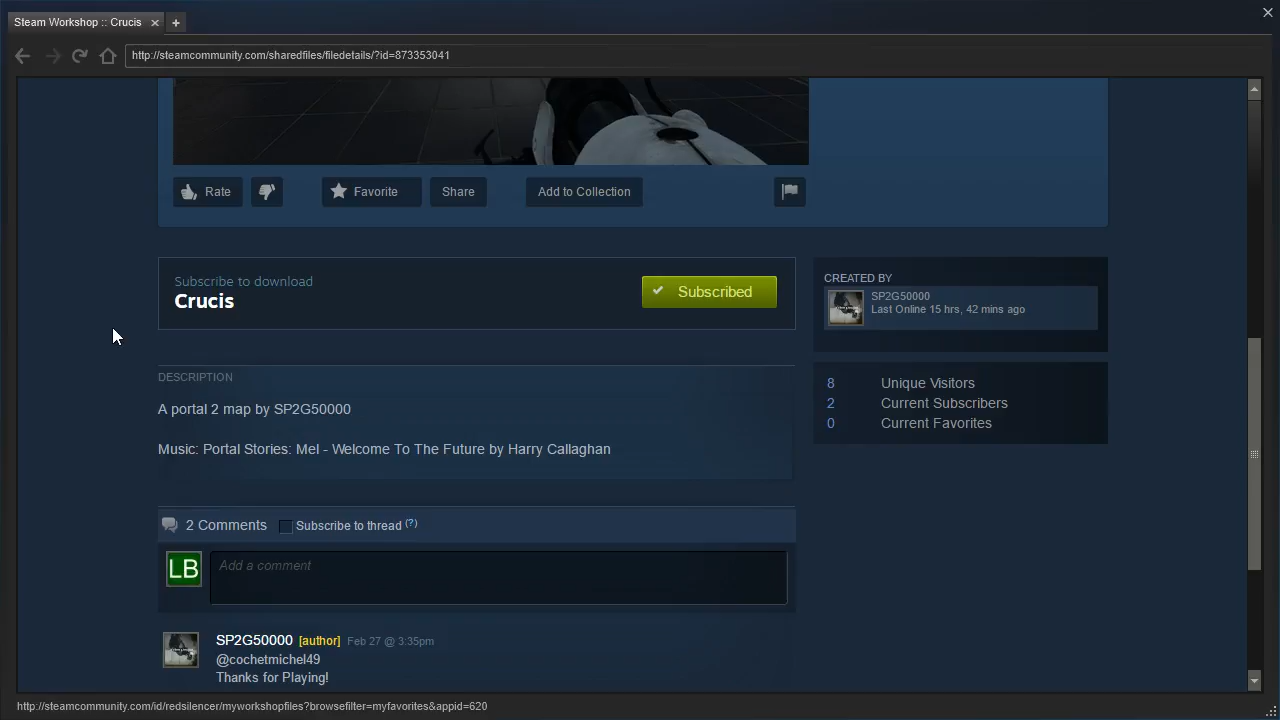 Steam Workshop :: Crucis
http://steamcommunity.com/sharedfiles/filedetails/?id=873353041
Rate
Favorite
Share
Add to Collection
Subscribe to download
Crucis
Subscribed
CREATED BY
SP2G50000
Last Online 15 hrs, 42 mins ago
8 Unique Visitors
2 Current Subscribers
0 Current Favorites
DESCRIPTION
A portal 2 map by SP2G50000
Music: Portal Stories: Mel - Welcome To The Future by Harry Callaghan
2 Comments Subscribe to thread (?)
LB
Add a comment
SP2G50000 [author] Feb 27 @ 3:35pm
@cochetmichel49
Thanks for Playing!
http://steamcommunity.com/id/redsilencer/myworkshopfiles?browsefilter=myfavorites&appid=620